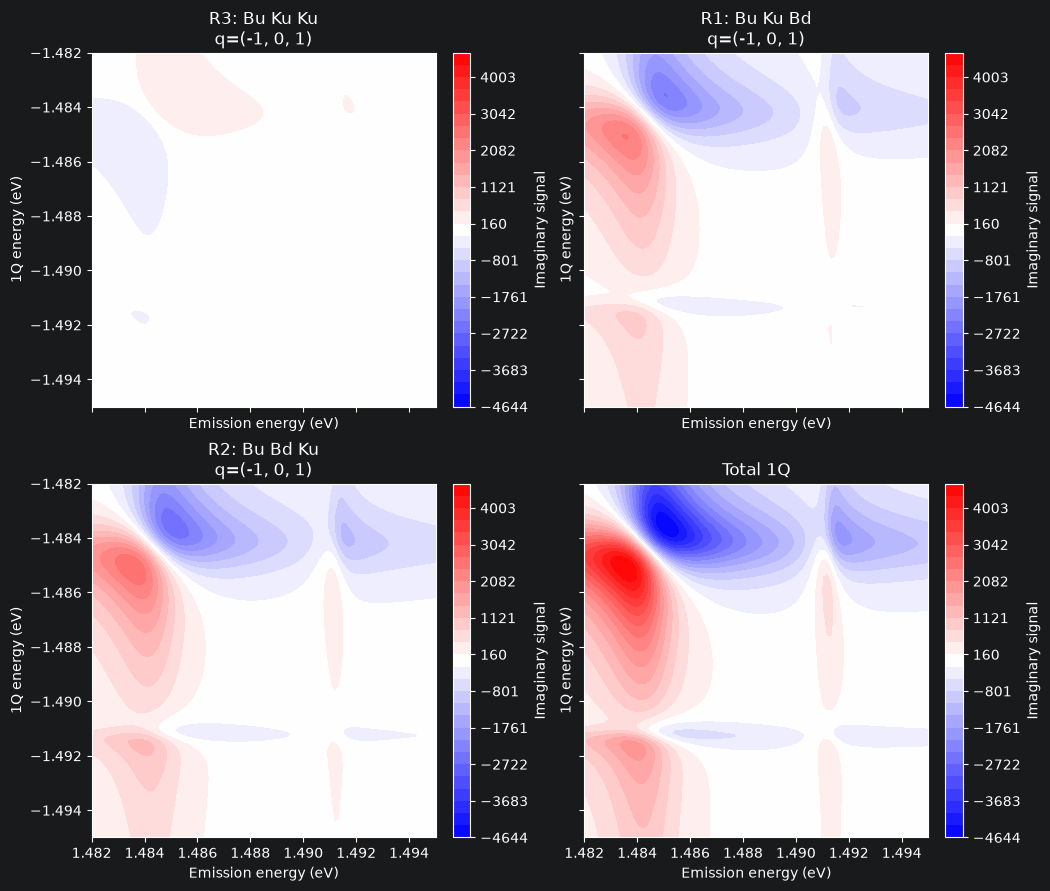 R3: Bu Ku Ku
q=(-1, 0, 1)
−1.482
−1.484
−1.486
−1.488
−1.490
−1.492
−1.494
1Q energy (eV)
Emission energy (eV)
4003
3042
2082
1121
160
−801
−1761
−2722
−3683
−4644
Imaginary signal
R1: Bu Ku Bd
q=(-1, 0, 1)
1Q energy (eV)
Emission energy (eV)
4003
3042
2082
1121
160
−801
−1761
−2722
−3683
−4644
Imaginary signal
R2: Bu Bd Ku
q=(-1, 0, 1)
−1.482
−1.484
−1.486
−1.488
−1.490
−1.492
−1.494
1Q energy (eV)
1.482 1.484 1.486 1.488 1.490 1.492 1.494
Emission energy (eV)
4003
3042
2082
1121
160
−801
−1761
−2722
−3683
−4644
Imaginary signal
Total 1Q
1Q energy (eV)
1.482 1.484 1.486 1.488 1.490 1.492 1.494
Emission energy (eV)
4003
3042
2082
1121
160
−801
−1761
−2722
−3683
−4644
Imaginary signal